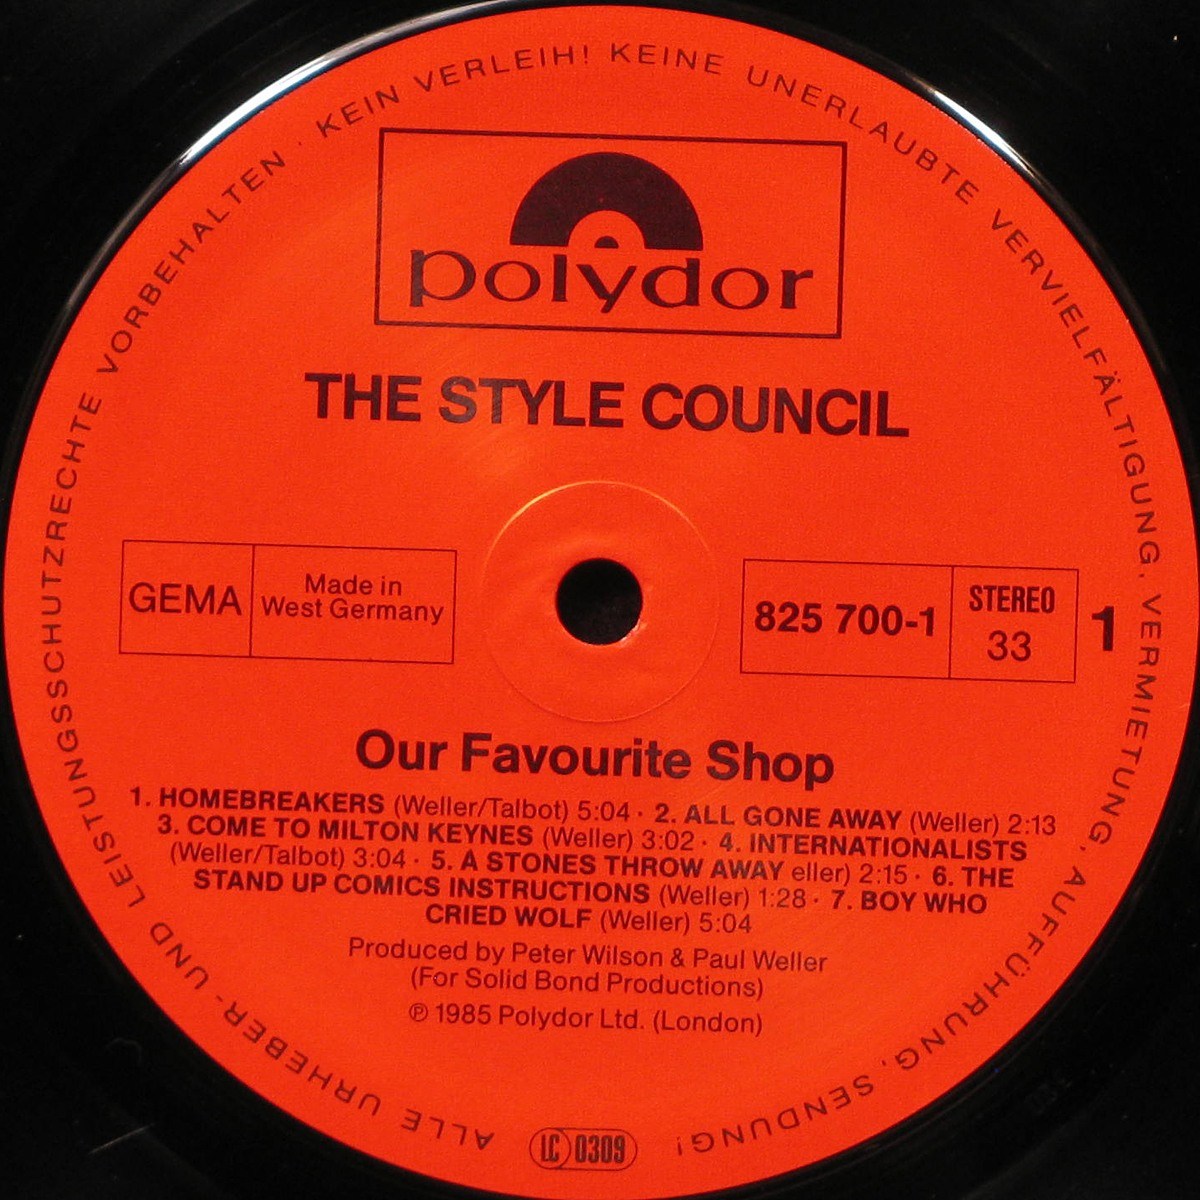 ALLE URHEBER- UND LEISTUNGSSCHUTZRECHTE VORBEHALTEN · KEIN VERLEIH! KEINE UNERLAUBTE VERVIELFÄLTIGUNG, VERMIETUNG, AUFFÜHRUNG, SENDUNG!
polydor
THE STYLE COUNCIL
GEMA
Made in
West Germany
825 700-1
STEREO
33
1
Our Favourite Shop
1. HOMEBREAKERS (Weller/Talbot) 5:04 · 2. ALL GONE AWAY (Weller) 2:13
3. COME TO MILTON KEYNES (Weller) 3:02 · 4. INTERNATIONALISTS
(Weller/Talbot) 3:04 · 5. A STONES THROW AWAY eller) 2:15 · 6. THE
STAND UP COMICS INSTRUCTIONS (Weller) 1:28 · 7. BOY WHO
CRIED WOLF (Weller) 5:04
Produced by Peter Wilson & Paul Weller
(For Solid Bond Productions)
℗ 1985 Polydor Ltd. (London)
LC 0309